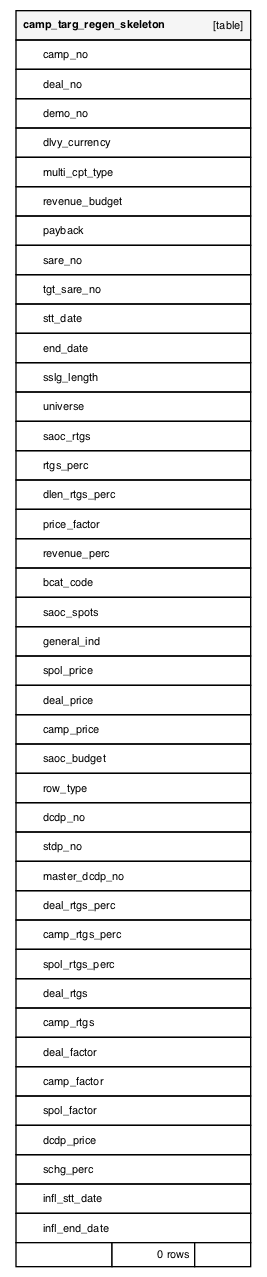 camp_targ_regen_skeleton [table]
camp_no
deal_no
demo_no
dlvy_currency
multi_cpt_type
revenue_budget
payback
sare_no
tgt_sare_no
stt_date
end_date
sslg_length
universe
saoc_rtgs
rtgs_perc
dlen_rtgs_perc
price_factor
revenue_perc
bcat_code
saoc_spots
general_ind
spol_price
deal_price
camp_price
saoc_budget
row_type
dcdp_no
stdp_no
master_dcdp_no
deal_rtgs_perc
camp_rtgs_perc
spol_rtgs_perc
deal_rtgs
camp_rtgs
deal_factor
camp_factor
spol_factor
dcdp_price
schg_perc
infl_stt_date
infl_end_date
0 rows